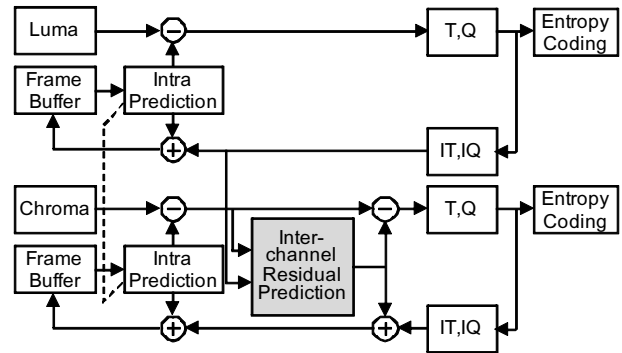 Luma
−
T,Q
Entropy
Coding
Frame
Buffer
Intra
Prediction
+
IT,IQ
Chroma
−
−
T,Q
Entropy
Coding
Inter-
channel
Residual
Prediction
Frame
Buffer
Intra
Prediction
+
+
IT,IQ